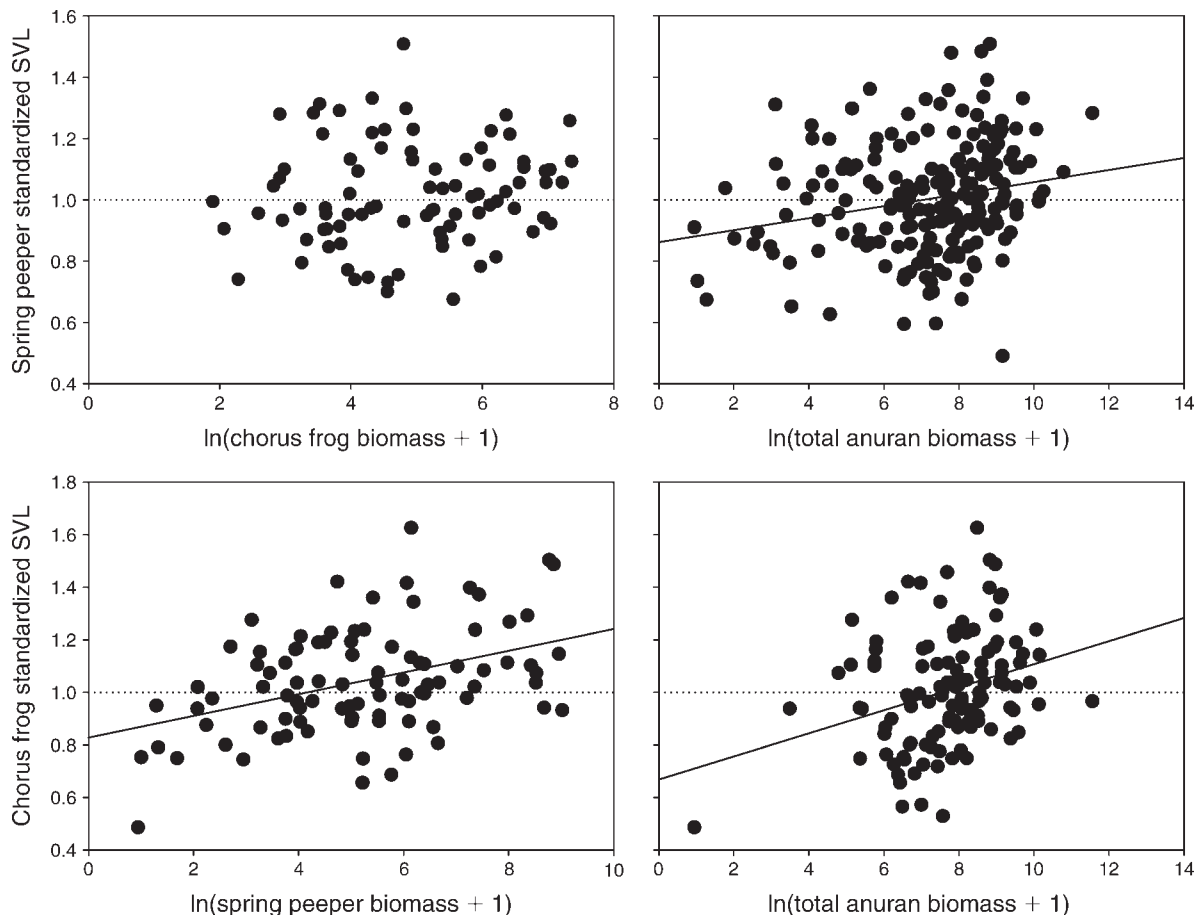 Spring peeper standardized SVL
1.6
1.4
1.2
1.0
0.8
0.6
0.4
0 2 4 6 8
ln(chorus frog biomass + 1)
0 2 4 6 8 10 12 14
ln(total anuran biomass + 1)
Chorus frog standardized SVL
1.8
1.6
1.4
1.2
1.0
0.8
0.6
0.4
0 2 4 6 8 10
ln(spring peeper biomass + 1)
0 2 4 6 8 10 12 14
ln(total anuran biomass + 1)